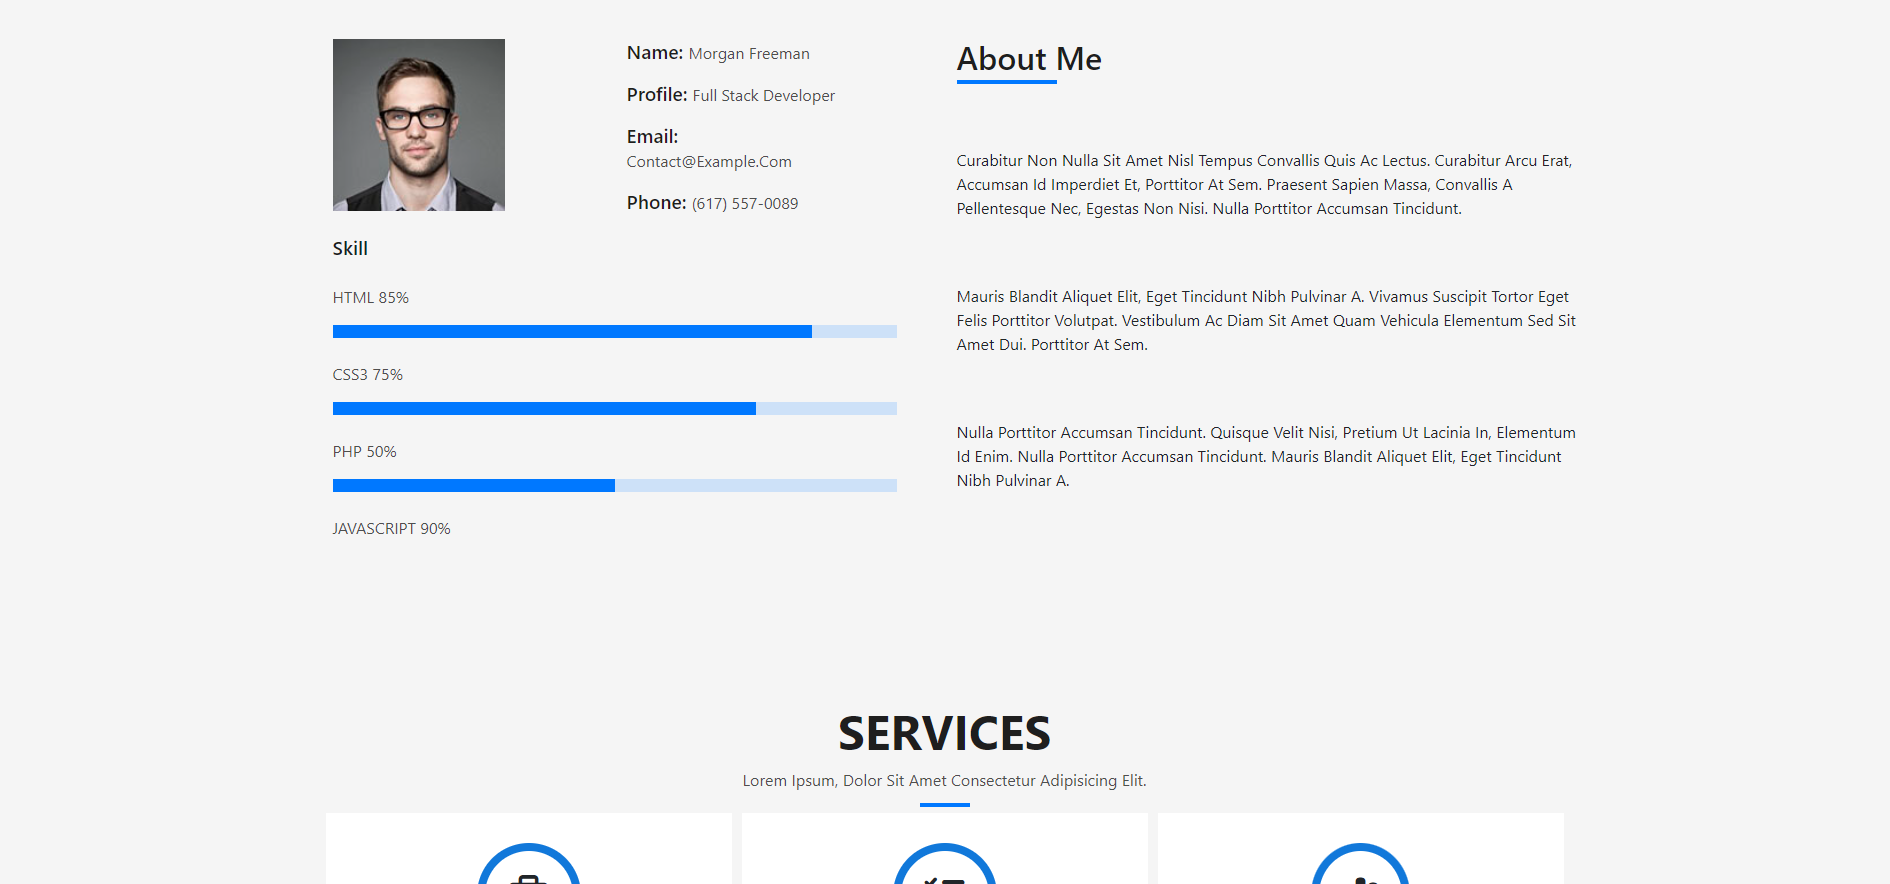 Name: Morgan Freeman
Profile: Full Stack Developer
Email:
Contact@Example.Com
Phone: (617) 557-0089
Skill
HTML 85%
CSS3 75%
PHP 50%
JAVASCRIPT 90%
About Me
Curabitur Non Nulla Sit Amet Nisl Tempus Convallis Quis Ac Lectus. Curabitur Arcu Erat,
Accumsan Id Imperdiet Et, Porttitor At Sem. Praesent Sapien Massa, Convallis A
Pellentesque Nec, Egestas Non Nisi. Nulla Porttitor Accumsan Tincidunt.
Mauris Blandit Aliquet Elit, Eget Tincidunt Nibh Pulvinar A. Vivamus Suscipit Tortor Eget
Felis Porttitor Volutpat. Vestibulum Ac Diam Sit Amet Quam Vehicula Elementum Sed Sit
Amet Dui. Porttitor At Sem.
Nulla Porttitor Accumsan Tincidunt. Quisque Velit Nisi, Pretium Ut Lacinia In, Elementum
Id Enim. Nulla Porttitor Accumsan Tincidunt. Mauris Blandit Aliquet Elit, Eget Tincidunt
Nibh Pulvinar A.
SERVICES
Lorem Ipsum, Dolor Sit Amet Consectetur Adipisicing Elit.